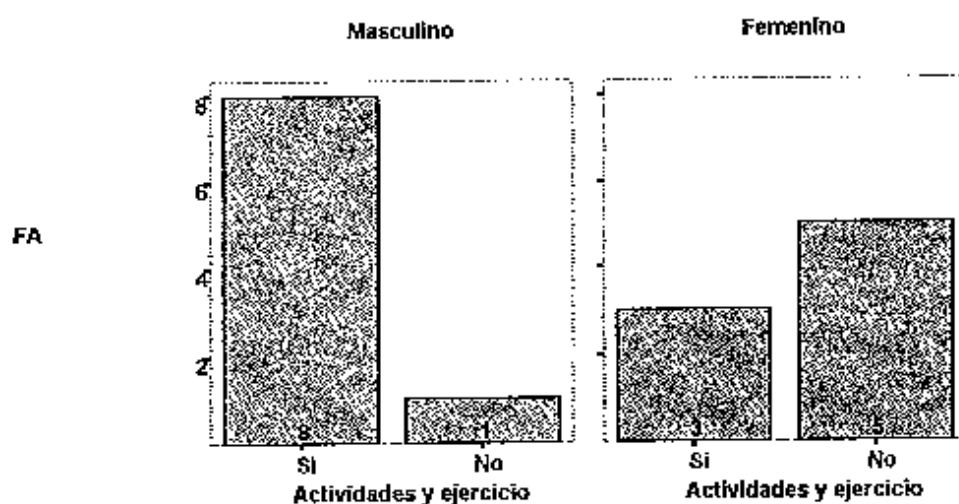 Masculino
Femenino
8
6
FA
4
2
8
1
3
5
Si
No
Si
No
Actividades y ejercicio
Actividades y ejercicio